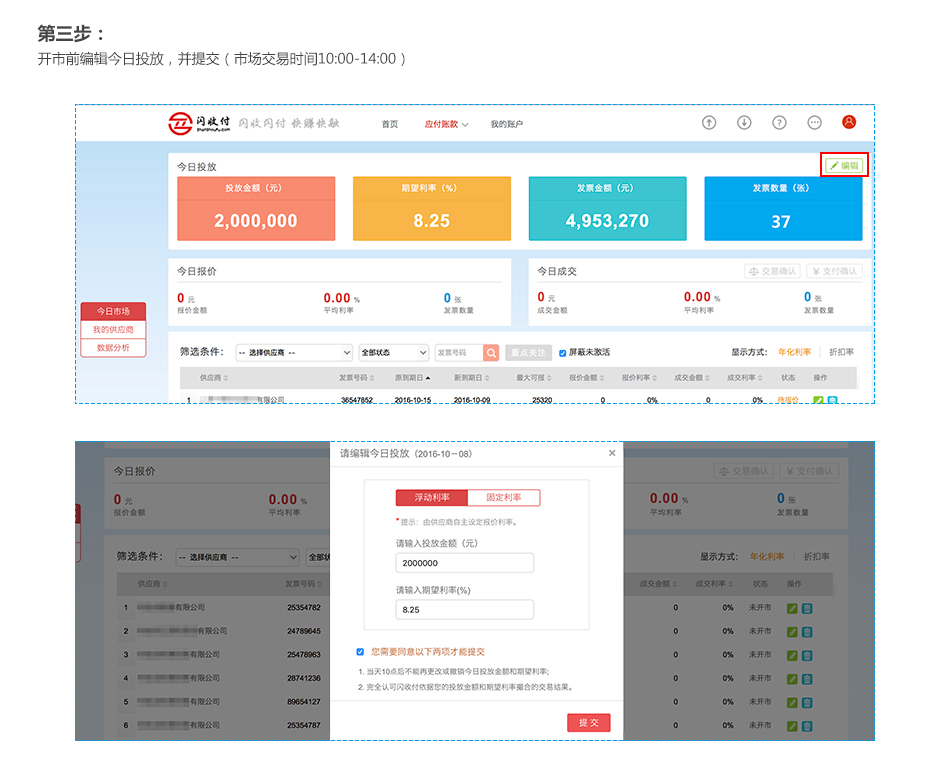 第三步：
开市前编辑今日投放，并提交（市场交易时间10:00-14:00）
闪收付 闪收闪付 快赚快融 首页 应付账款 我的账户
shanshoufu.com
今日投放 编辑
投放金额（元） 期望利率（%） 发票金额（元） 发票数量（张）
2,000,000 8.25 4,953,270 37
今日报价 今日成交 交易确认 ¥ 支付确认
0 元 0.00 % 0 张 0 元 0.00 % 0 张
报价金额 平均利率 发票数量 成交金额 平均利率 发票数量
今日市场
我的供应商
数据分析
筛选条件： -- 选择供应商 -- 全部状态 发票号码 重点关注 屏蔽未激活 显示方式： 年化利率 折扣率
供应商 发票号码 原到期日 新到期日 最大可报 报价金额 报价利率 成交金额 成交利率 状态 操作
1 有限公司 36547852 2016-10-15 2016-10-09 25320 0 0% 0 0% 待报价
请编辑今日投放（2016-10-08） ×
今日报价 交易确认 ¥ 支付确认
0 元 0.00 % 0.00 % 0 张
报价金额 平均利率 平均利率 发票数量
浮动利率 固定利率
*提示：由供应商自主设定报价利率。
请输入投放金额（元）
2000000
请输入期望利率(%)
8.25
筛选条件： -- 选择供应商 -- 全部状 显示方式： 年化利率 折扣率
供应商 发票号码 成交金额 成交利率 状态 操作
1 有限公司 25354782 0 0% 未开市
2 有限公司 24789645 0 0% 未开市
3 有限公司 25478963 0 0% 未开市
4 有限公司 28741236 0 0% 未开市
5 有限公司 89654127 0 0% 未开市
6 有限公司 25354787 0 0% 未开市
您需要同意以下两项才能提交
1. 当天10点后不能再更改或撤销今日投放金额和期望利率;
2. 完全认可闪收付依据您的投放金额和期望利率撮合的交易结果。
提 交